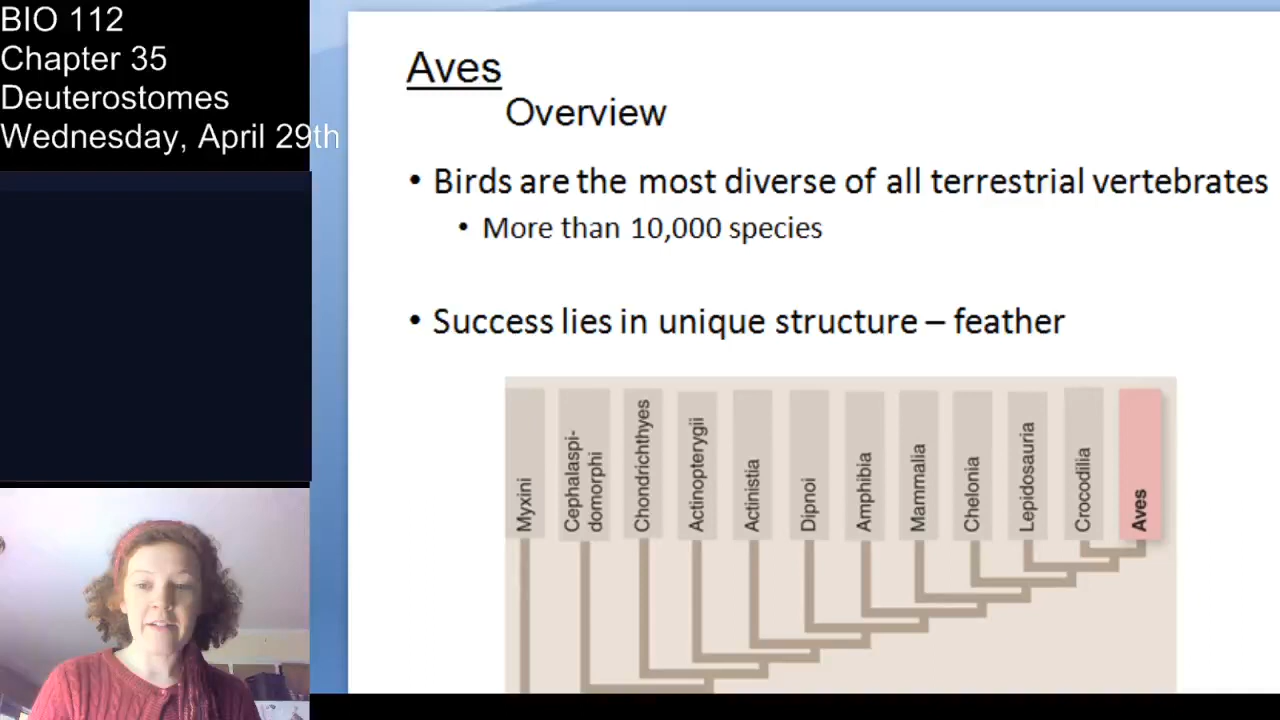 BIO 112
Chapter 35
Deuterostomes
Wednesday, April 29th
Aves
Overview
• Birds are the most diverse of all terrestrial vertebrates
• More than 10,000 species
• Success lies in unique structure – feather
Myxini
Cephalaspi-
domorphi
Chondrichthyes
Actinopterygii
Actinistia
Dipnoi
Amphibia
Mammalia
Chelonia
Lepidosauria
Crocodilia
Aves